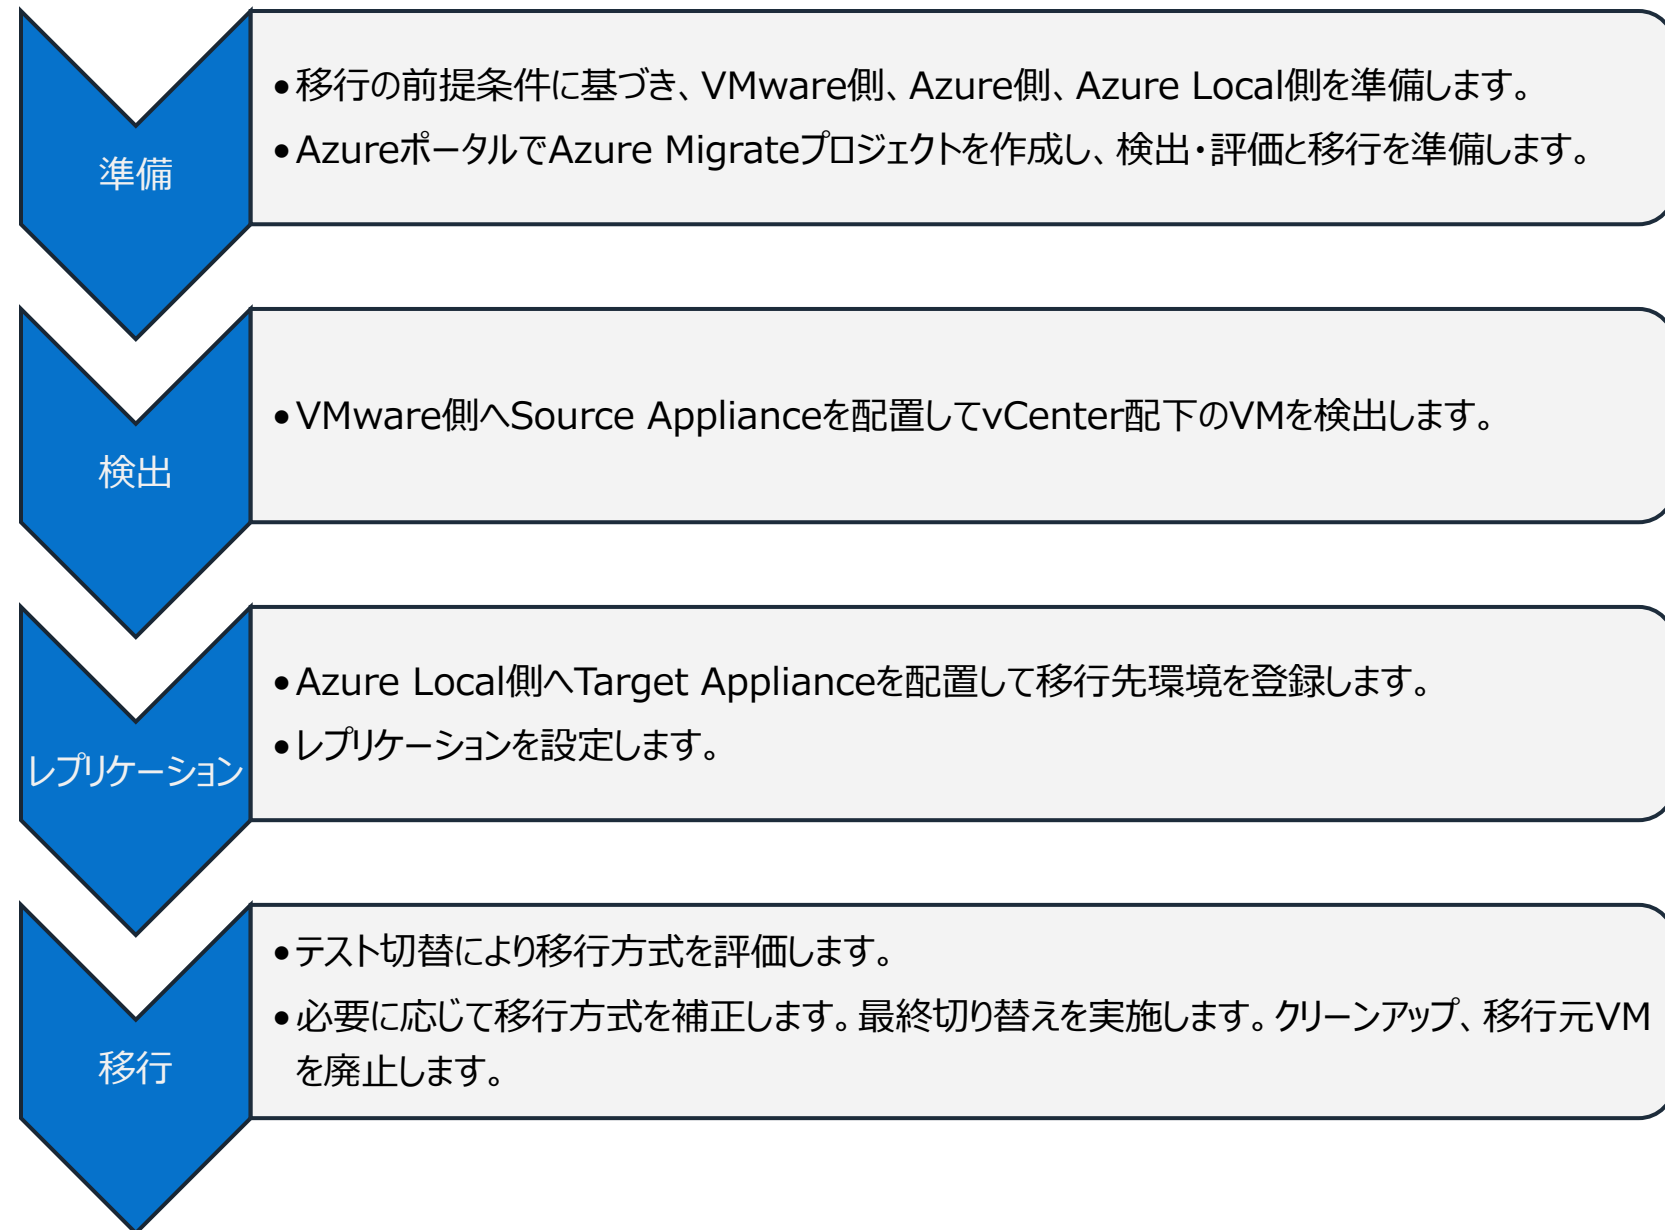 準備
•移行の前提条件に基づき、VMware側、Azure側、Azure Local側を準備します。
•AzureポータルでAzure Migrateプロジェクトを作成し、検出・評価と移行を準備します。
検出
•VMware側へSource Applianceを配置してvCenter配下のVMを検出します。
レプリケーション
•Azure Local側へTarget Applianceを配置して移行先環境を登録します。
•レプリケーションを設定します。
移行
•テスト切替により移行方式を評価します。
•必要に応じて移行方式を補正します。最終切り替えを実施します。クリーンアップ、移行元VM
を廃止します。